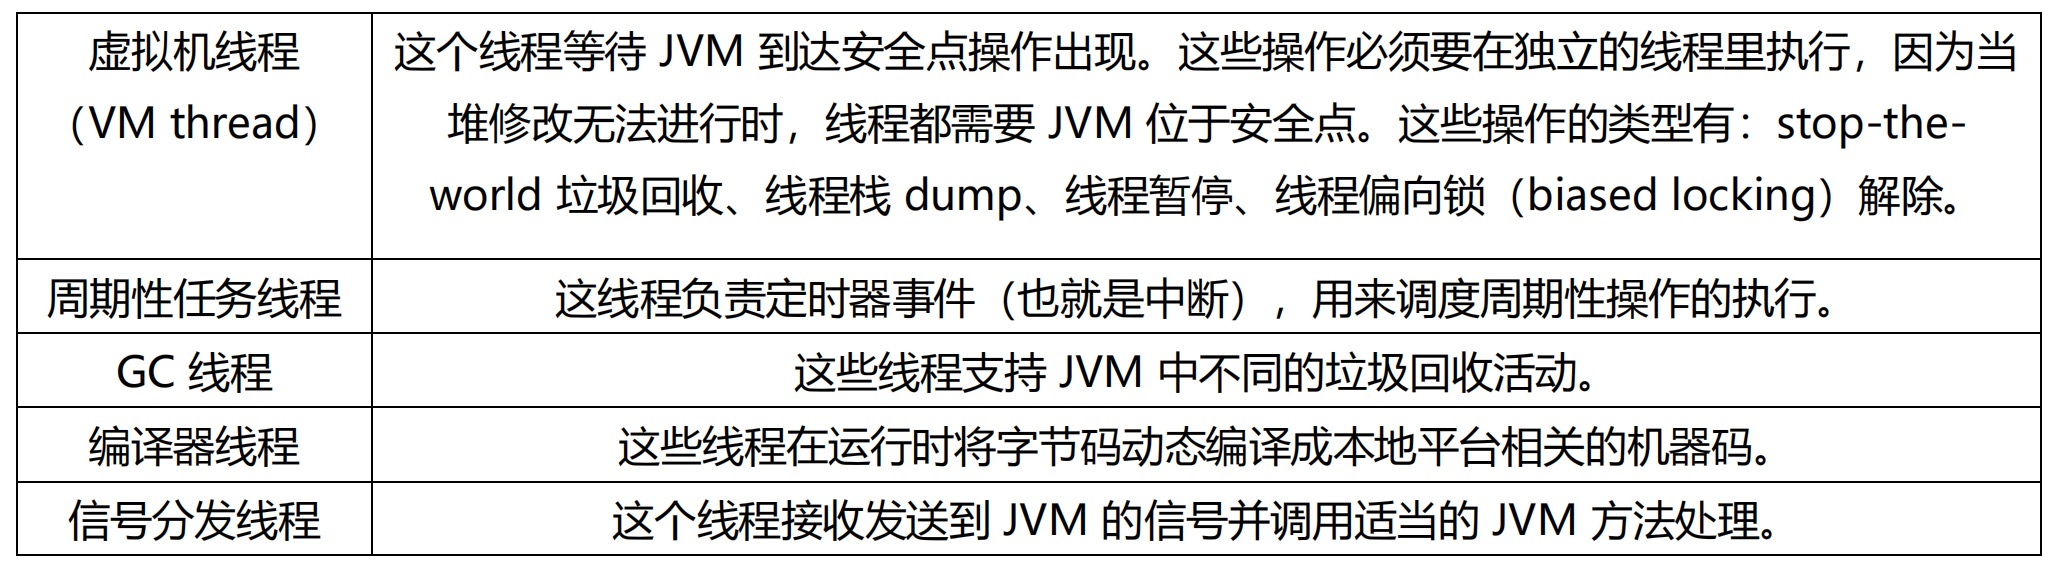 虚拟机线程
（VM thread）
这个线程等待 JVM 到达安全点操作出现。这些操作必须要在独立的线程里执行，因为当
堆修改无法进行时，线程都需要 JVM 位于安全点。这些操作的类型有：stop-the-
world 垃圾回收、线程栈 dump、线程暂停、线程偏向锁（biased locking）解除。
周期性任务线程
这线程负责定时器事件（也就是中断），用来调度周期性操作的执行。
GC 线程
这些线程支持 JVM 中不同的垃圾回收活动。
编译器线程
这些线程在运行时将字节码动态编译成本地平台相关的机器码。
信号分发线程
这个线程接收发送到 JVM 的信号并调用适当的 JVM 方法处理。